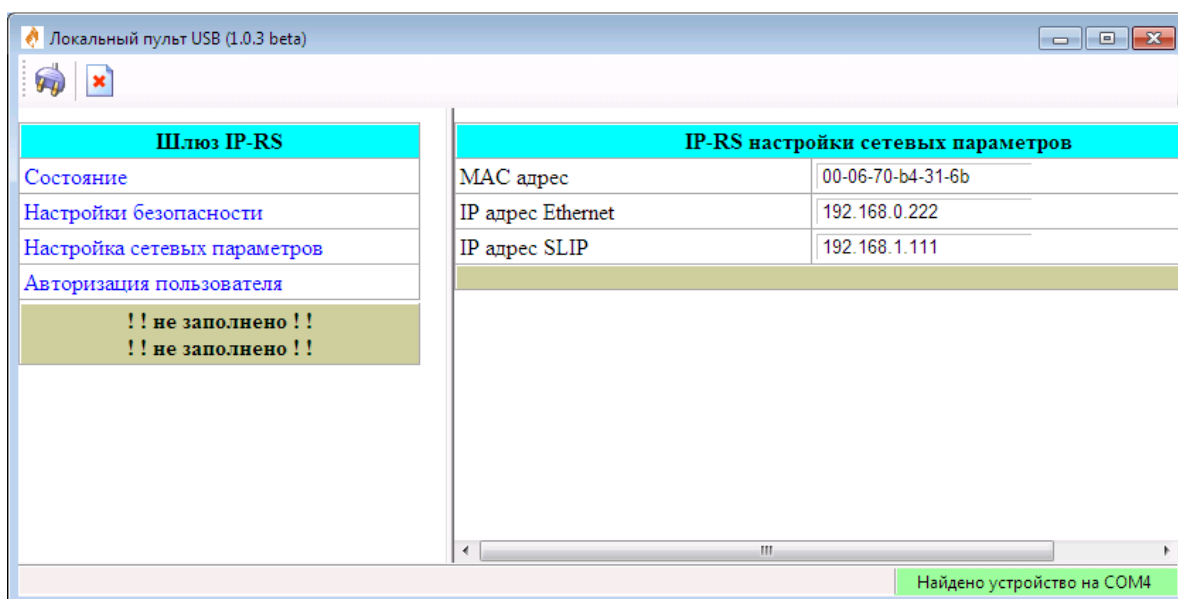 Локальный пульт USB (1.0.3 beta)
Шлюз IP-RS
Состояние
Настройки безопасности
Настройка сетевых параметров
Авторизация пользователя
! ! не заполнено ! !
! ! не заполнено ! !
IP-RS настройки сетевых параметров
MAC адрес 00-06-70-b4-31-6b
IP адрес Ethernet 192.168.0.222
IP адрес SLIP 192.168.1.111
Найдено устройство на COM4